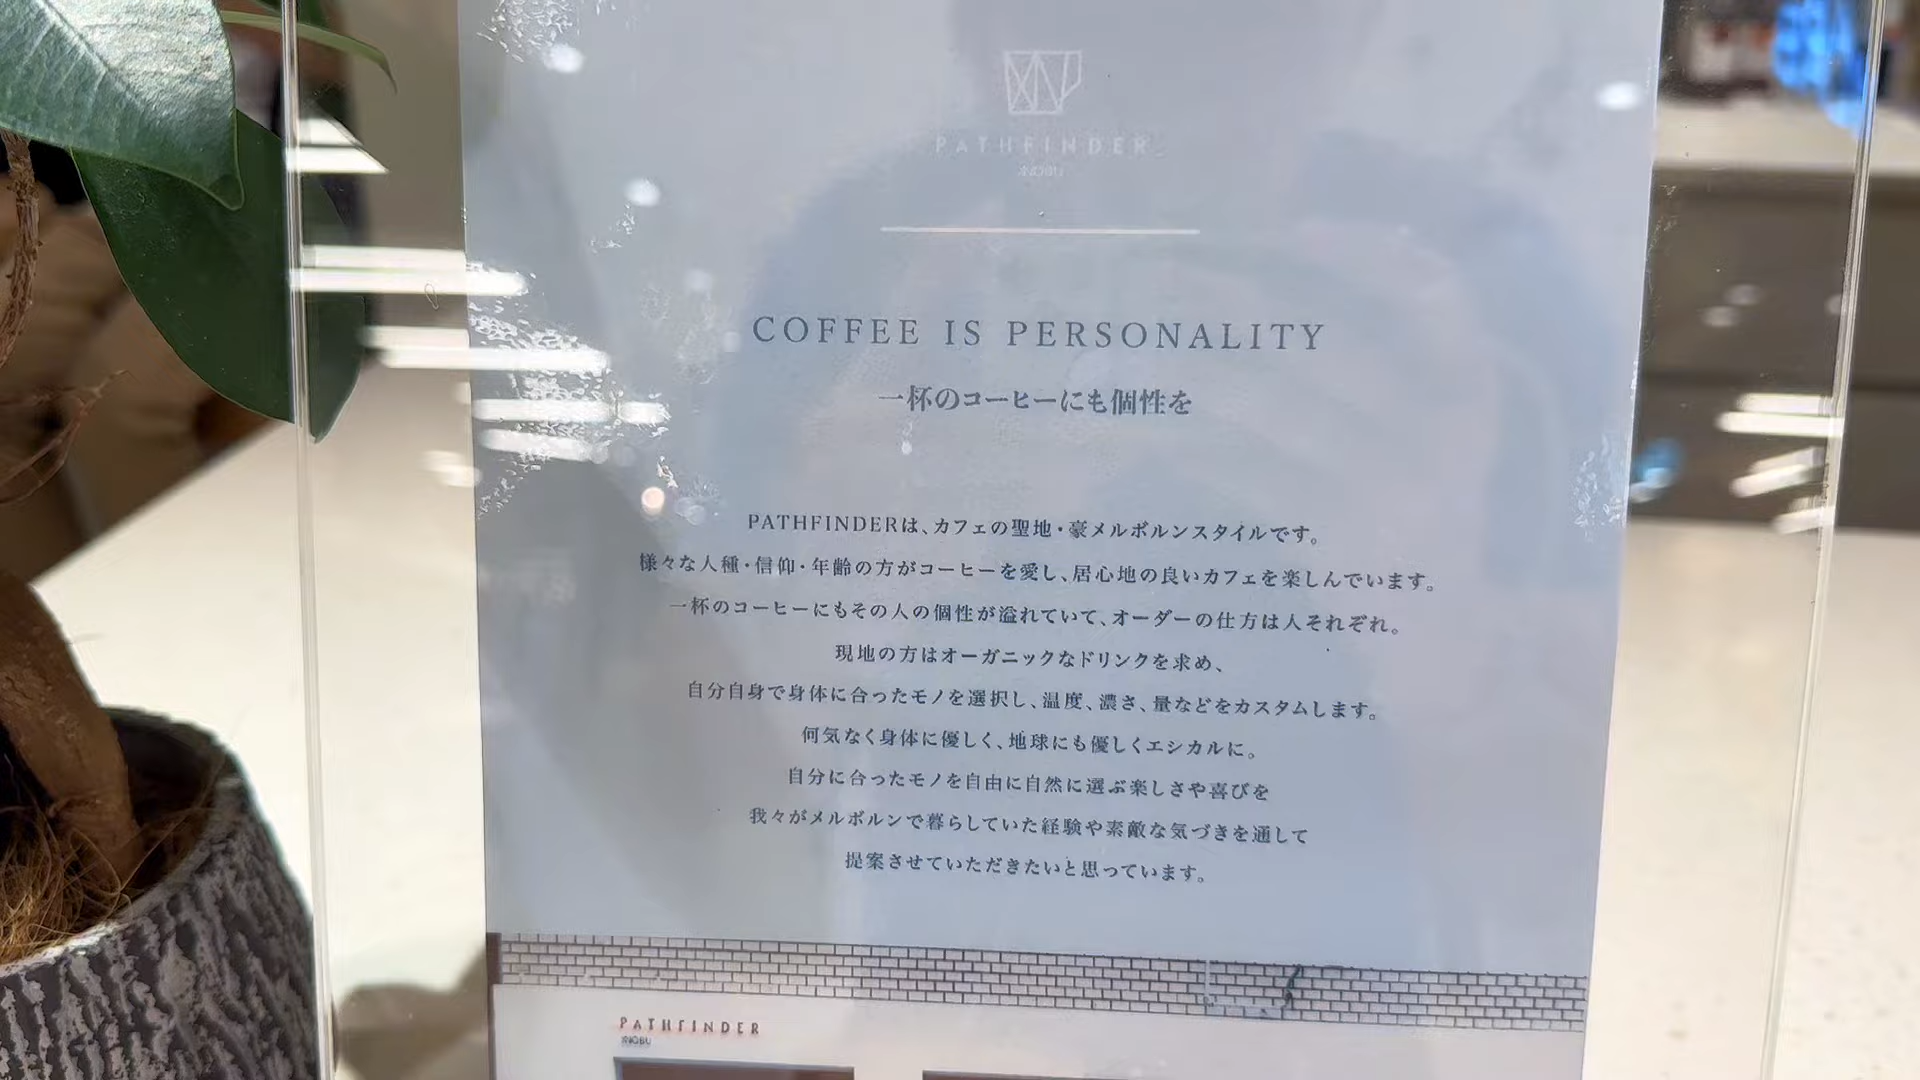 PATHFINDER
XNOBU
COFFEE IS PERSONALITY
一杯のコーヒーにも個性を
PATHFINDERは、カフェの聖地・豪メルボルンスタイルです。
様々な人種・信仰・年齢の方がコーヒーを愛し、居心地の良いカフェを楽しんでいます。
一杯のコーヒーにもその人の個性が溢れていて、オーダーの仕方は人それぞれ。
現地の方はオーガニックなドリンクを求め、
自分自身で身体に合ったモノを選択し、温度、濃さ、量などをカスタムします。
何気なく身体に優しく、地球にも優しくエシカルに。
自分に合ったモノを自由に自然に選ぶ楽しさや喜びを
我々がメルボルンで暮らしていた経験や素敵な気づきを通して
提案させていただきたいと思っています。
PATHFINDER
XNOBU